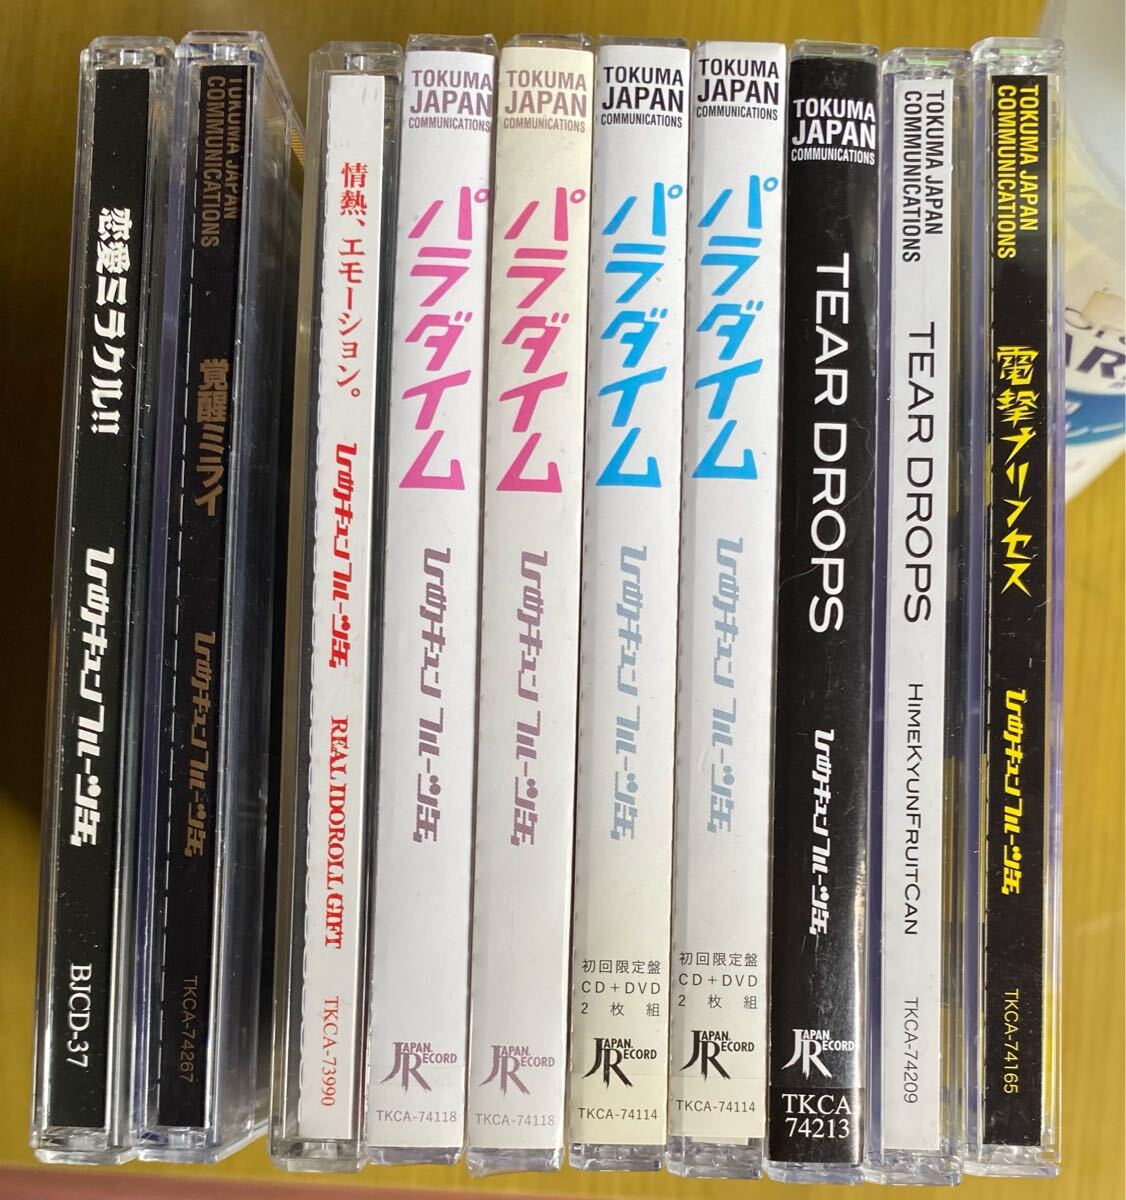 恋愛ミラクル!!
ひめキュンフルーツ缶
BJCD-37
TOKUMA JAPAN
COMMUNICATIONS
覚醒ミライ
ひめキュンフルーツ缶
TKCA-74267
情熱、エモーション。
ひめキュンフルーツ缶
REAL IDOROLL GIFT
TKCA-73990
TOKUMA
JAPAN
COMMUNICATIONS
パラダイム
ひめキュンフルーツ缶
JAPAN RECORD
TKCA-74118
TOKUMA
JAPAN
COMMUNICATIONS
パラダイム
ひめキュンフルーツ缶
JAPAN RECORD
TKCA-74118
TOKUMA
JAPAN
COMMUNICATIONS
パラダイム
ひめキュンフルーツ缶
初回限定盤
CD+DVD
2枚組
JAPAN RECORD
TKCA-74114
TOKUMA
JAPAN
COMMUNICATIONS
パラダイム
ひめキュンフルーツ缶
初回限定盤
CD+DVD
2枚組
JAPAN RECORD
TKCA-74114
TOKUMA
JAPAN
COMMUNICATIONS
TEAR DROPS
ひめキュンフルーツ缶
JAPAN RECORD
TKCA
74213
TOKUMA JAPAN
COMMUNICATIONS
TEAR DROPS
HIMEKYUNFRUITCAN
TKCA-74209
TOKUMA JAPAN
COMMUNICATIONS
電撃プリンセス
ひめキュンフルーツ缶
TKCA-74165